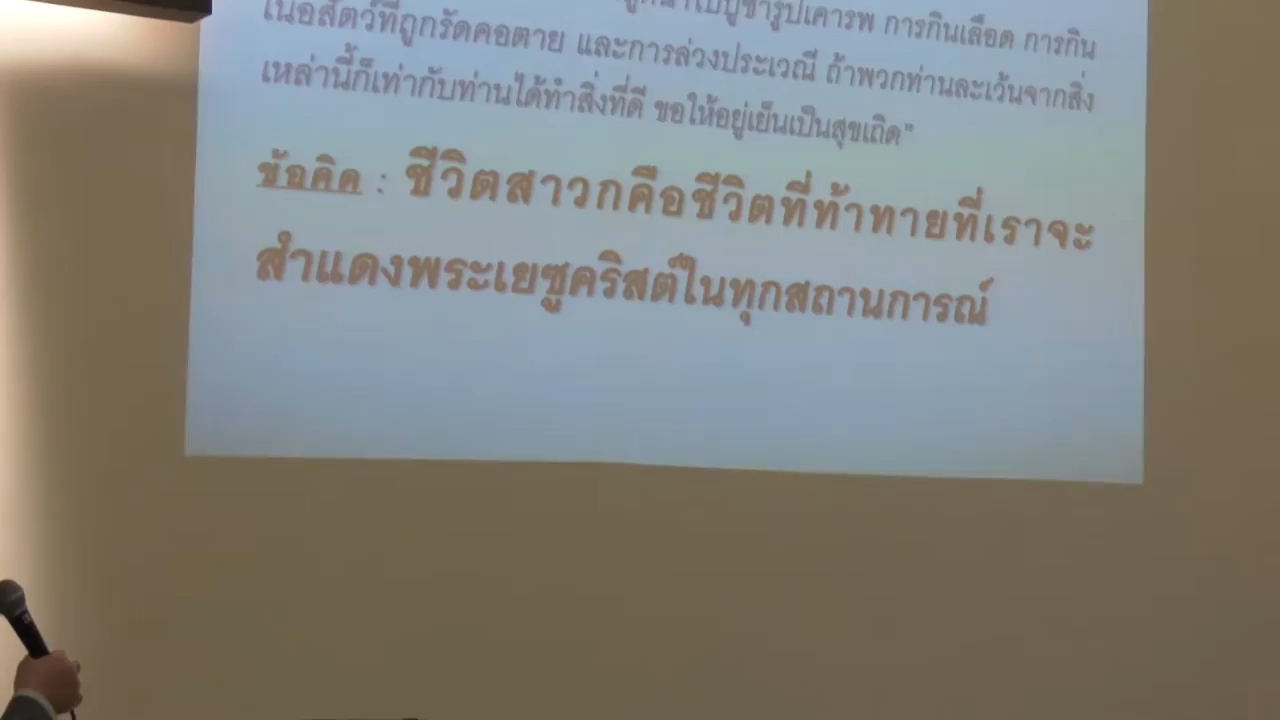 ไปบูชารูปเคารพ การกินเลือด การกิน
เนื้อสัตว์ที่ถูกรัดคอตาย และการล่วงประเวณี ถ้าพวกท่านละเว้นจากสิ่ง
เหล่านี้ก็เท่ากับท่านได้ทำสิ่งที่ดี ขอให้อยู่เย็นเป็นสุขเถิด”
ข้อคิด : ชีวิตสาวกคือชีวิตที่ท้าทายที่เราจะ
สำแดงพระเยซูคริสต์ในทุกสถานการณ์